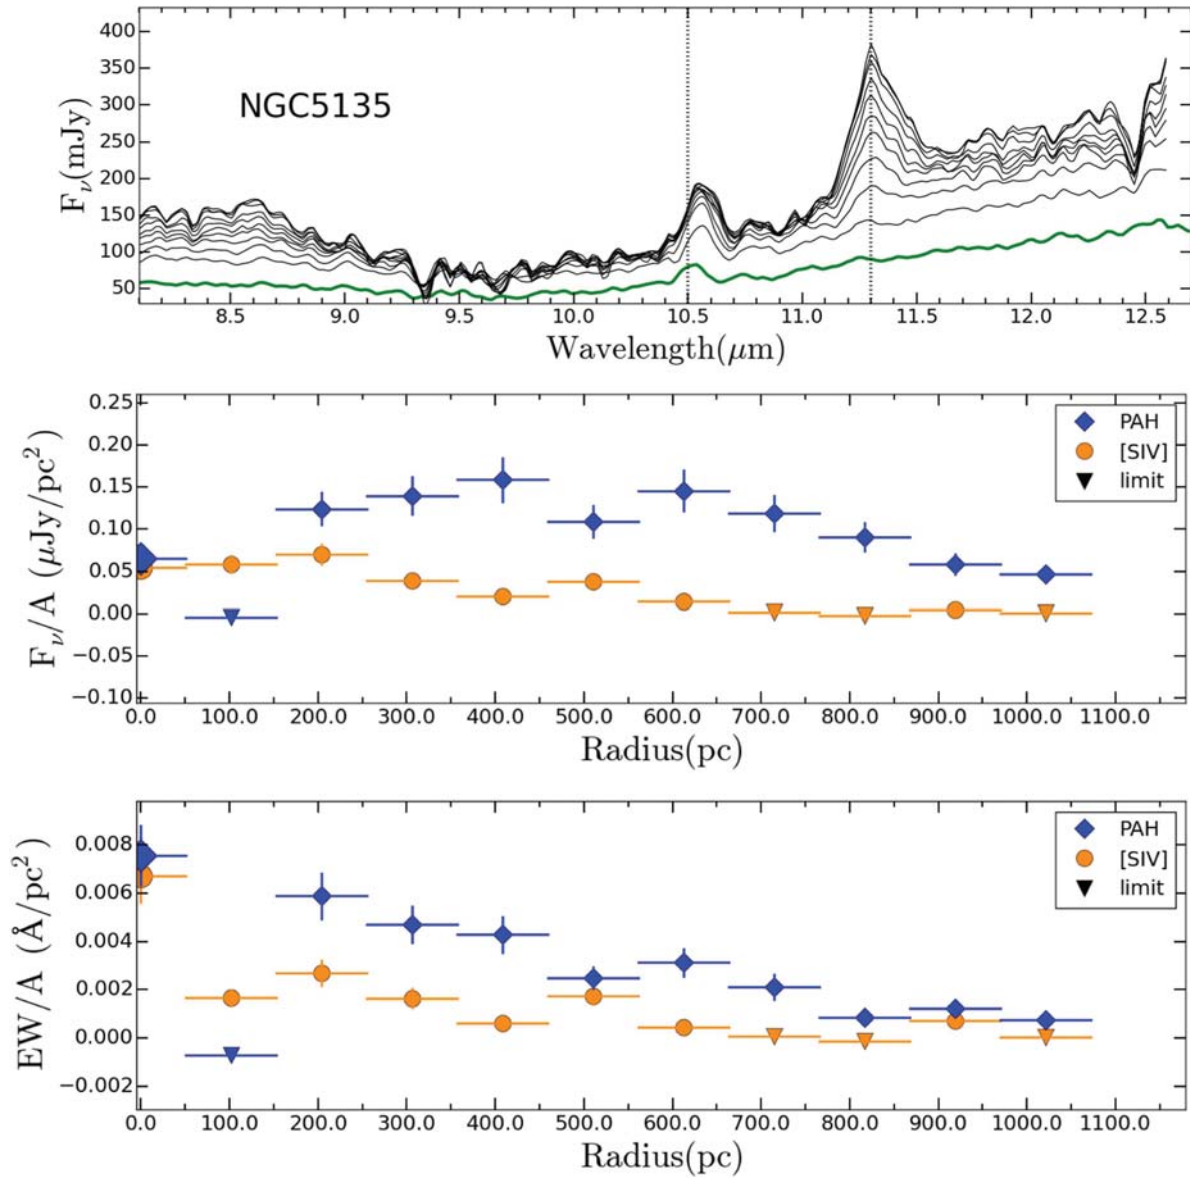 400
350
300
250
200
150
100
50
F_ν(mJy)
NGC5135
8.5 9.0 9.5 10.0 10.5 11.0 11.5 12.0 12.5
Wavelength(μm)
0.25
0.20
0.15
0.10
0.05
0.00
−0.05
−0.10
F_ν/A (μJy/pc²)
PAH
[SIV]
limit
0.0 100.0 200.0 300.0 400.0 500.0 600.0 700.0 800.0 900.0 1000.0 1100.0
Radius(pc)
0.008
0.006
0.004
0.002
0.000
−0.002
EW/A (Å/pc²)
PAH
[SIV]
limit
0.0 100.0 200.0 300.0 400.0 500.0 600.0 700.0 800.0 900.0 1000.0 1100.0
Radius(pc)